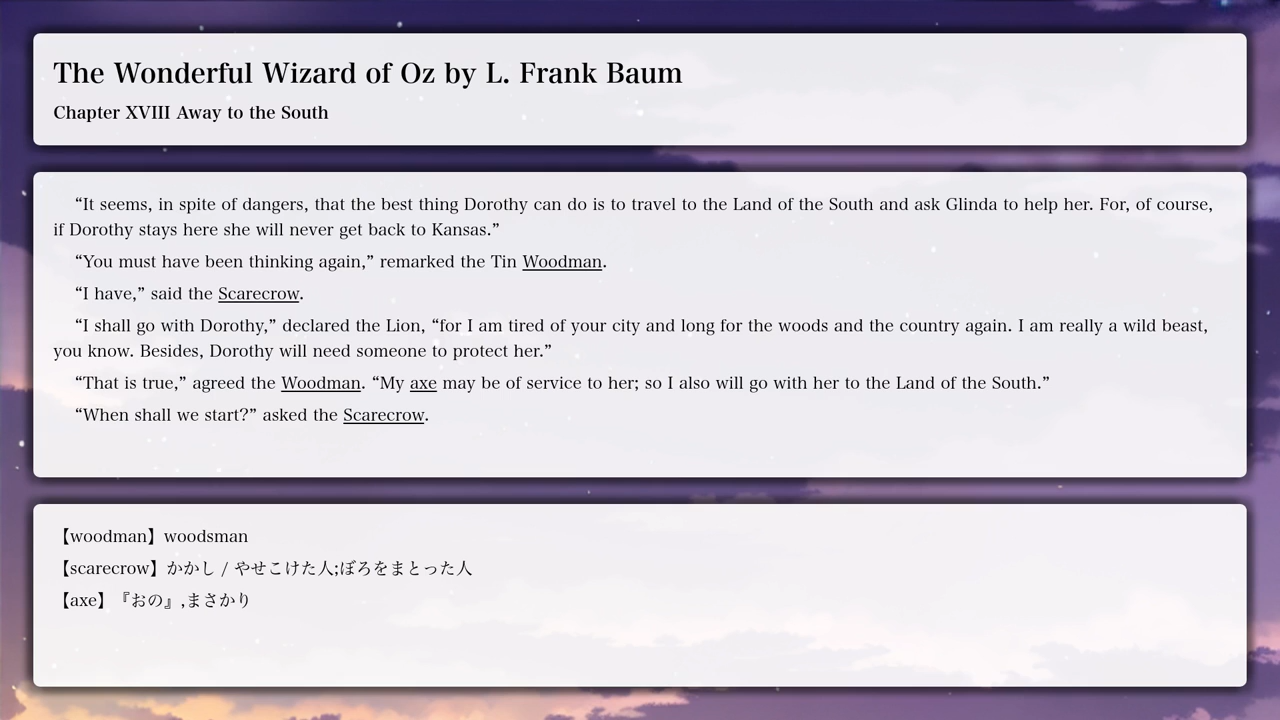 The Wonderful Wizard of Oz by L. Frank Baum
Chapter XVIII Away to the South
“It seems, in spite of dangers, that the best thing Dorothy can do is to travel to the Land of the South and ask Glinda to help her. For, of course,
if Dorothy stays here she will never get back to Kansas.”
“You must have been thinking again,” remarked the Tin Woodman.
“I have,” said the Scarecrow.
“I shall go with Dorothy,” declared the Lion, “for I am tired of your city and long for the woods and the country again. I am really a wild beast,
you know. Besides, Dorothy will need someone to protect her.”
“That is true,” agreed the Woodman. “My axe may be of service to her; so I also will go with her to the Land of the South.”
“When shall we start?” asked the Scarecrow.
【woodman】woodsman
【scarecrow】かかし / やせこけた人;ぼろをまとった人
【axe】『おの』,まさかり